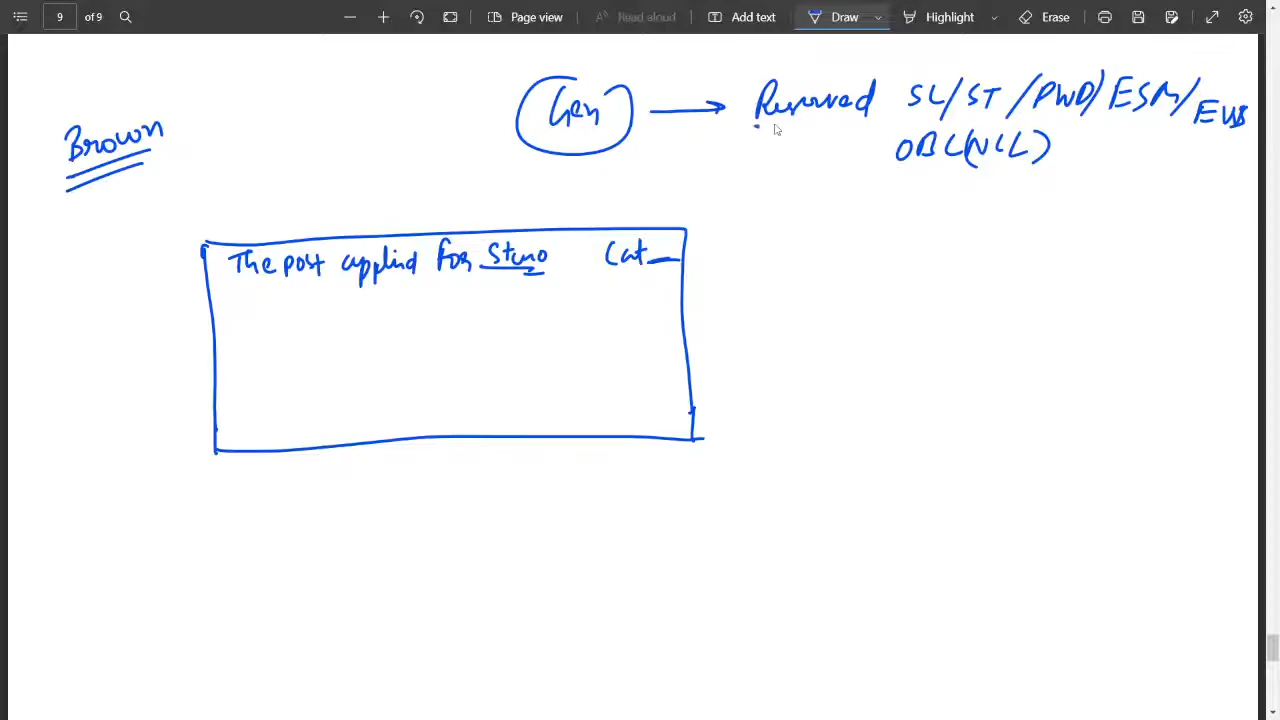 9 of 9 Page view Read aloud Add text Draw Highlight Erase
Gen Reserved SC/ST/PWD/ESM/EWS
OBC(NCL)
Brown
The post applied for Steno Cat_